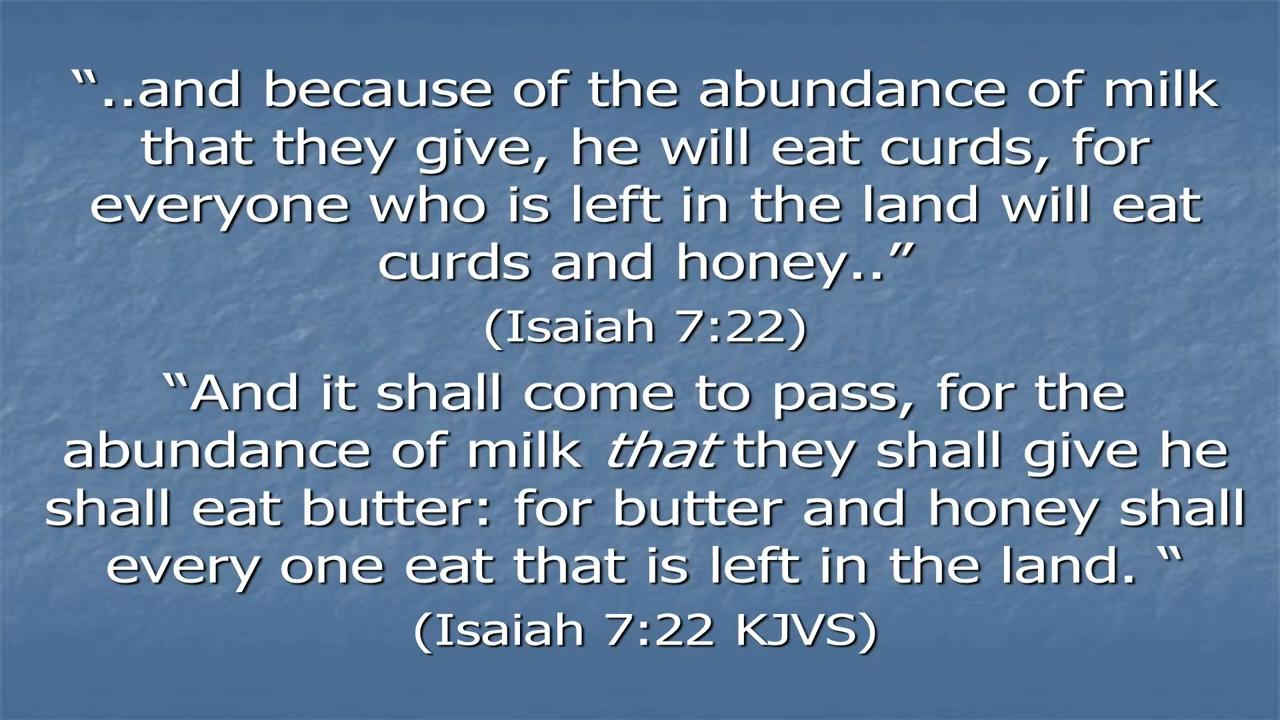 “..and because of the abundance of milk
that they give, he will eat curds, for
everyone who is left in the land will eat
curds and honey..”
(Isaiah 7:22)
“And it shall come to pass, for the
abundance of milk that they shall give he
shall eat butter: for butter and honey shall
every one eat that is left in the land. “
(Isaiah 7:22 KJVS)